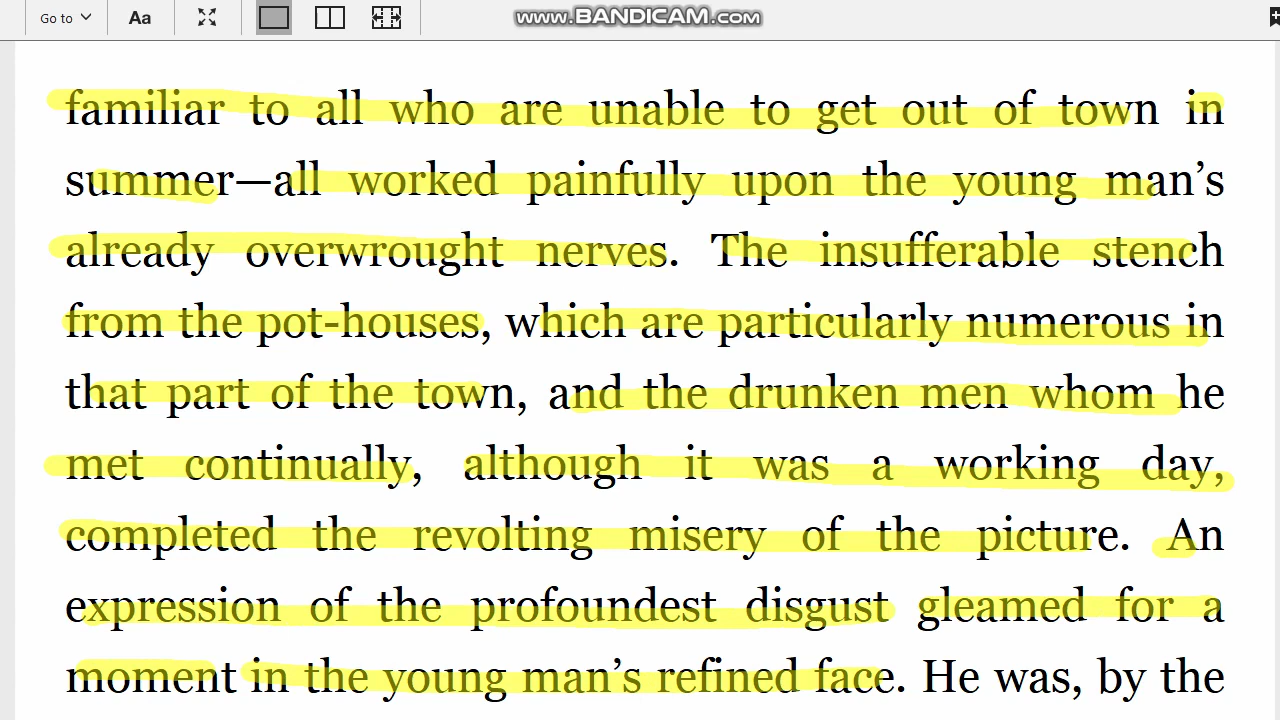 Go to Aa www.BANDICAM.com
familiar to all who are unable to get out of town in
summer—all worked painfully upon the young man’s
already overwrought nerves. The insufferable stench
from the pot-houses, which are particularly numerous in
that part of the town, and the drunken men whom he
met continually, although it was a working day,
completed the revolting misery of the picture. An
expression of the profoundest disgust gleamed for a
moment in the young man’s refined face. He was, by the